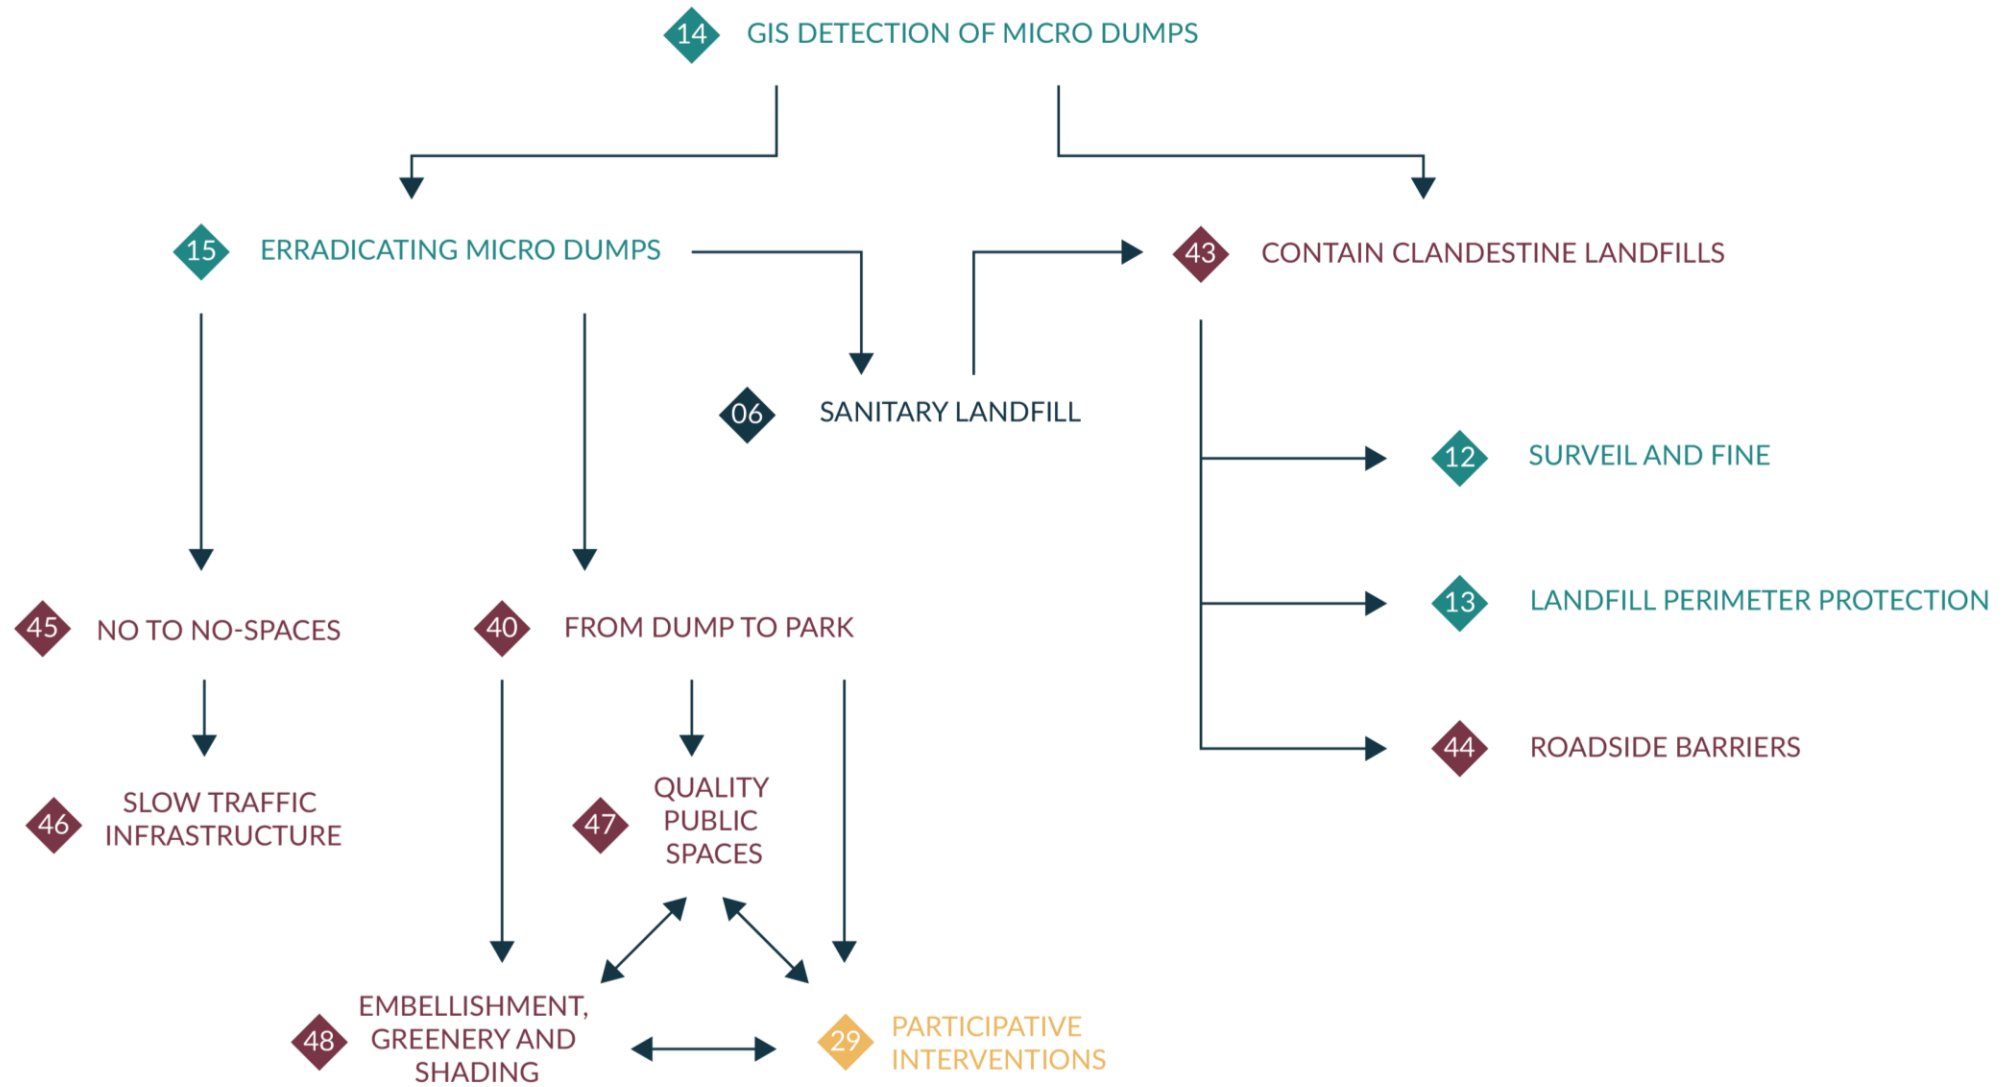 14 GIS DETECTION OF MICRO DUMPS
15 ERRADICATING MICRO DUMPS
43 CONTAIN CLANDESTINE LANDFILLS
06 SANITARY LANDFILL
12 SURVEIL AND FINE
13 LANDFILL PERIMETER PROTECTION
45 NO TO NO-SPACES
40 FROM DUMP TO PARK
44 ROADSIDE BARRIERS
46 SLOW TRAFFIC
INFRASTRUCTURE
47 QUALITY
PUBLIC
SPACES
48 EMBELLISHMENT,
GREENERY AND
SHADING
29 PARTICIPATIVE
INTERVENTIONS